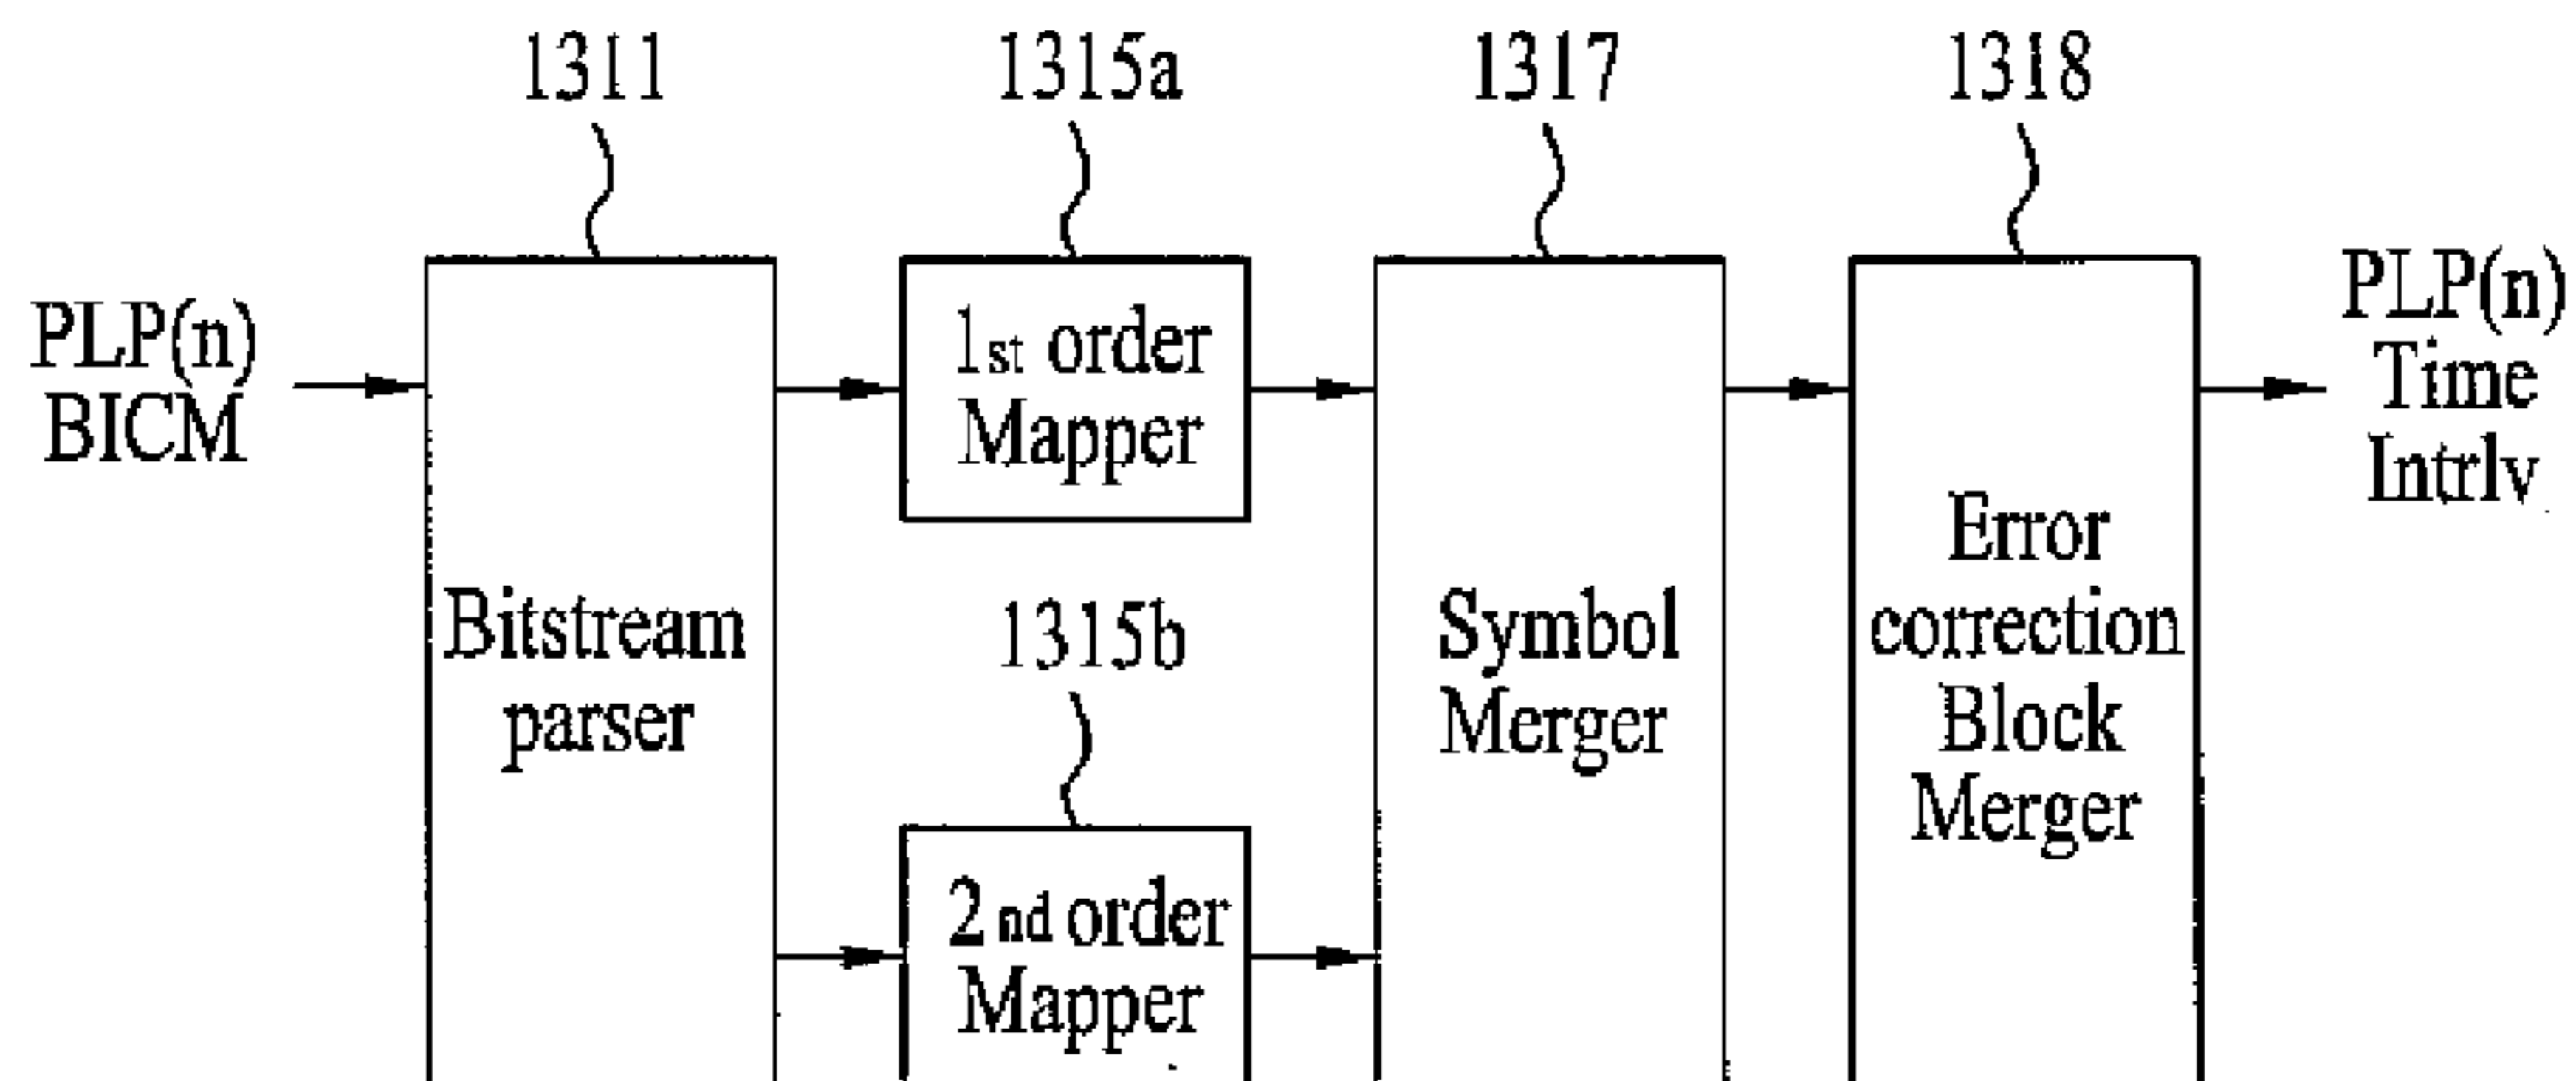 1311
1315a
1317
1318
PLP(n)
BICM
Bitstream
parser
1st order
Mapper
1315b
2nd order
Mapper
Symbol
Merger
Error
correction
Block
Merger
PLP(n)
Time
Intrlv